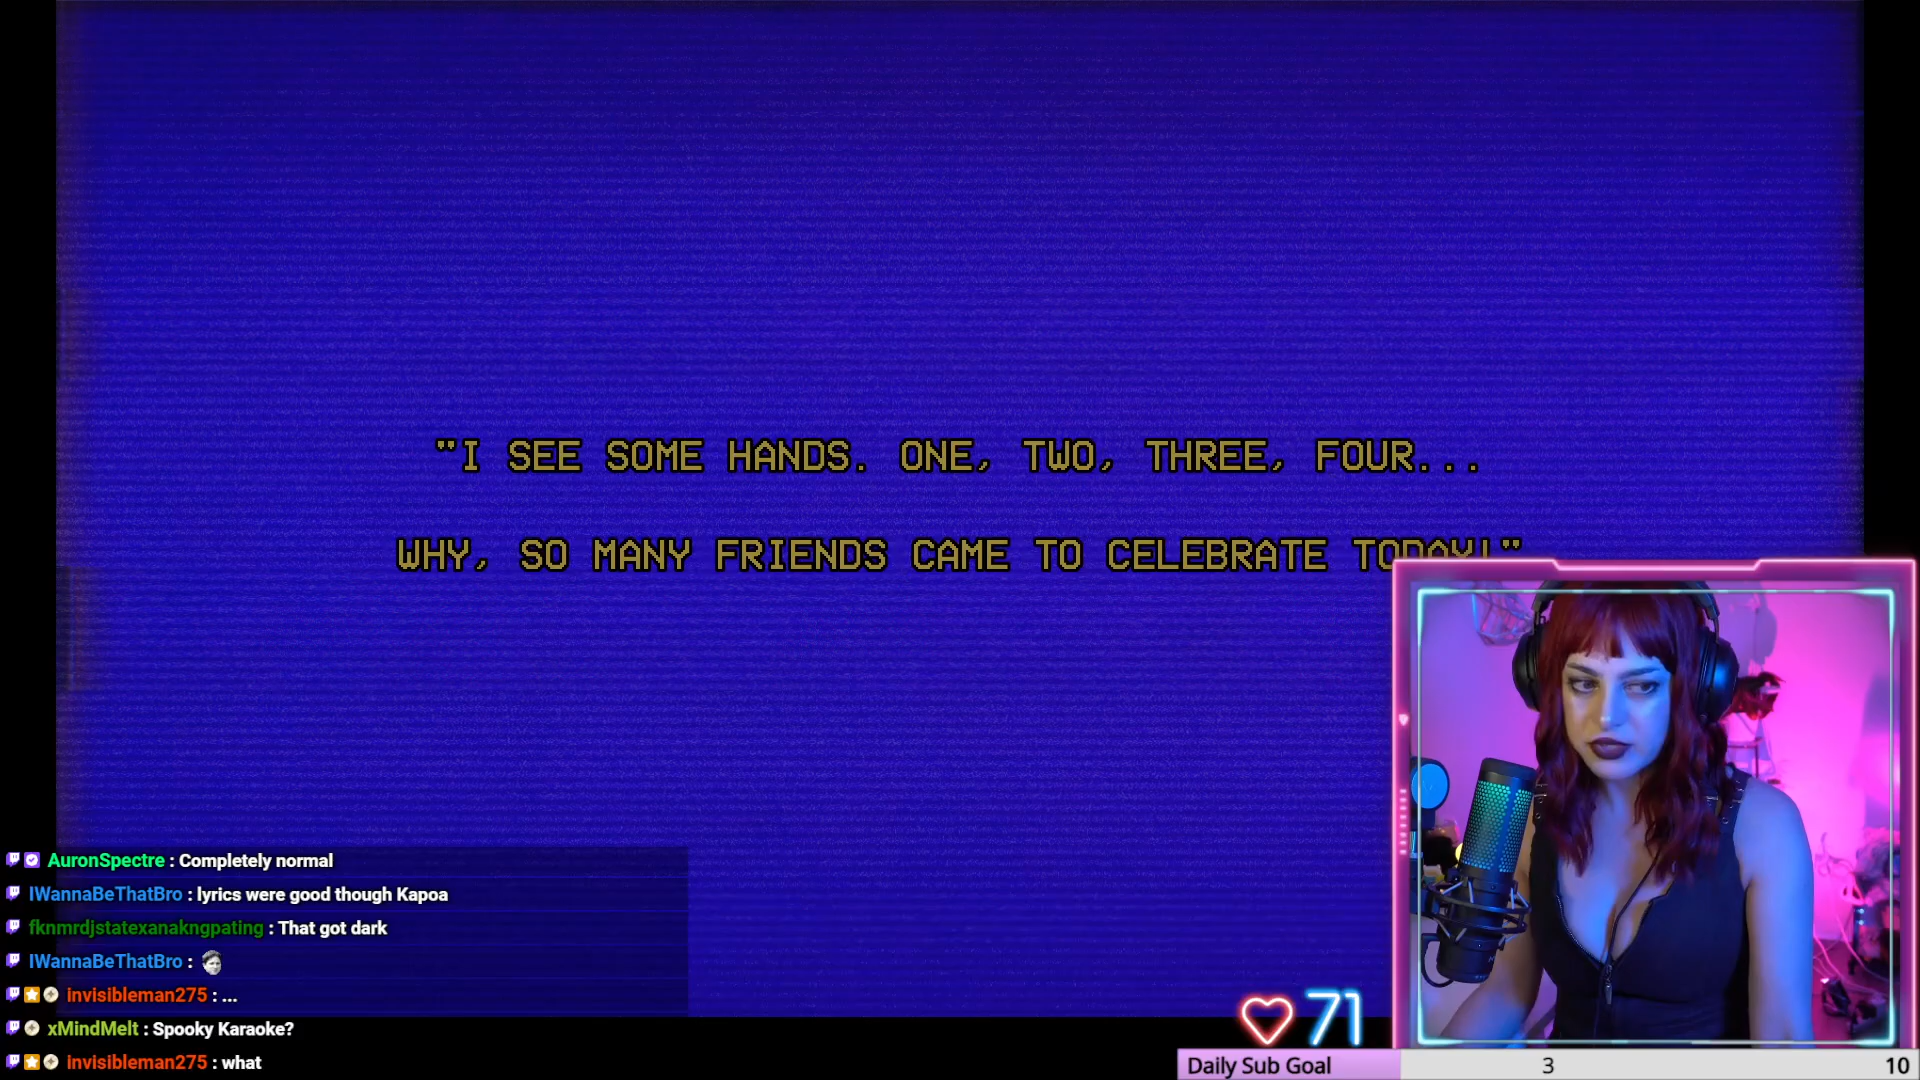 "I SEE SOME HANDS. ONE, TWO, THREE, FOUR...
WHY, SO MANY FRIENDS CAME TO CELEBRATE TODAY!"
AuronSpectre : Completely normal
IWannaBeThatBro : lyrics were good though Kapoa
fknmrdjstatexanakngpating : That got dark
IWannaBeThatBro :
invisibleman275 : ...
xMindMelt : Spooky Karaoke?
invisibleman275 : what
71
Daily Sub Goal 3 10